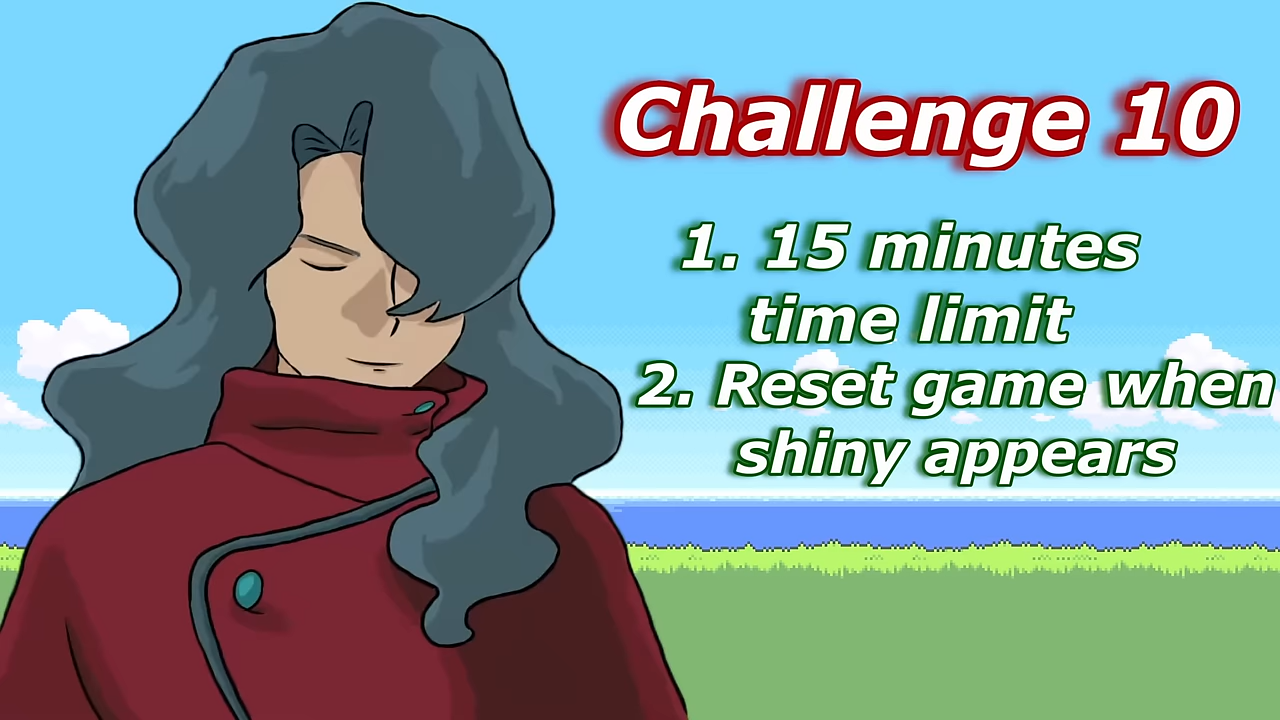 Challenge 10
1. 15 minutes
time limit
2. Reset game when
shiny appears